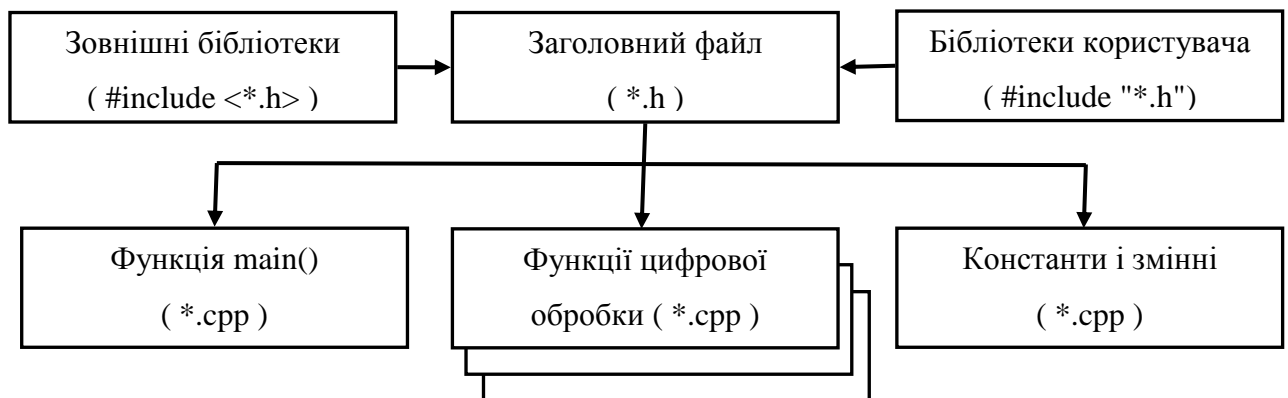 Зовнішні бібліотеки
( #include <*.h> )
Заголовний файл
( *.h )
Бібліотеки користувача
( #include "*.h")
Функція main()
( *.cpp )
Функції цифрової
обробки ( *.cpp )
Константи і змінні
( *.cpp )